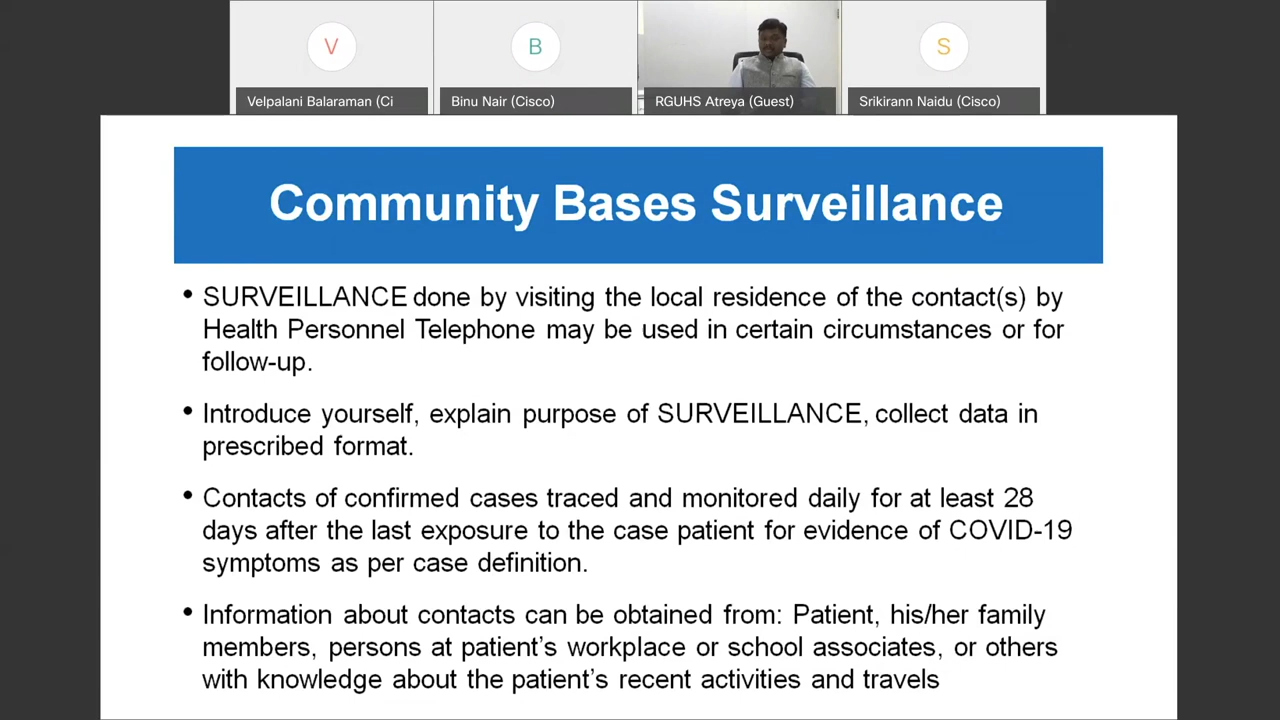 V
B
S
Velpalani Balaraman (Ci
Binu Nair (Cisco)
RGUHS Atreya (Guest)
Srikirann Naidu (Cisco)
Community Bases Surveillance
• SURVEILLANCE done by visiting the local residence of the contact(s) by
Health Personnel Telephone may be used in certain circumstances or for
follow-up.
• Introduce yourself, explain purpose of SURVEILLANCE, collect data in
prescribed format.
• Contacts of confirmed cases traced and monitored daily for at least 28
days after the last exposure to the case patient for evidence of COVID-19
symptoms as per case definition.
• Information about contacts can be obtained from: Patient, his/her family
members, persons at patient’s workplace or school associates, or others
with knowledge about the patient’s recent activities and travels